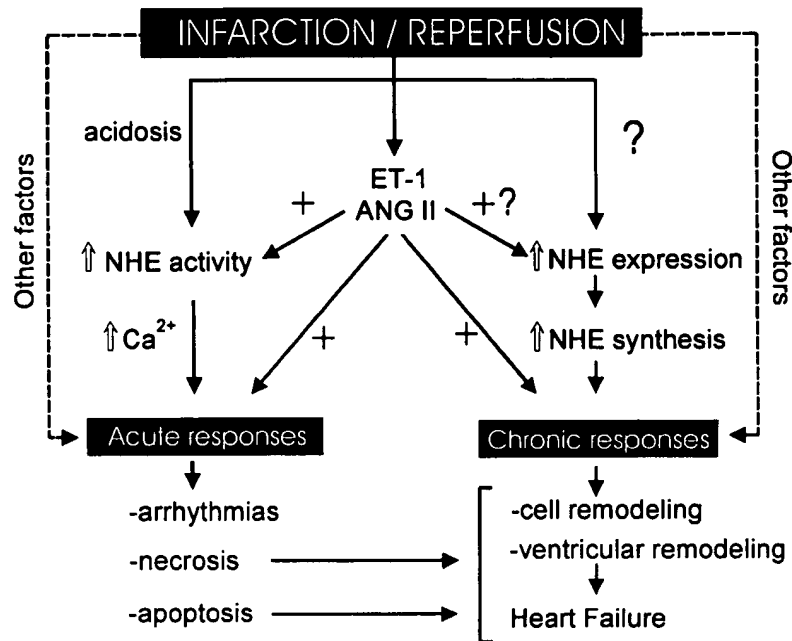 INFARCTION / REPERFUSION
acidosis
?
Other factors
Other factors
ET-1
ANG II
+
+?
⇑ NHE activity
⇑ NHE expression
⇑ Ca²⁺
+
+
⇑ NHE synthesis
Acute responses
Chronic responses
-arrhythmias
-necrosis
-apoptosis
-cell remodeling
-ventricular remodeling
Heart Failure